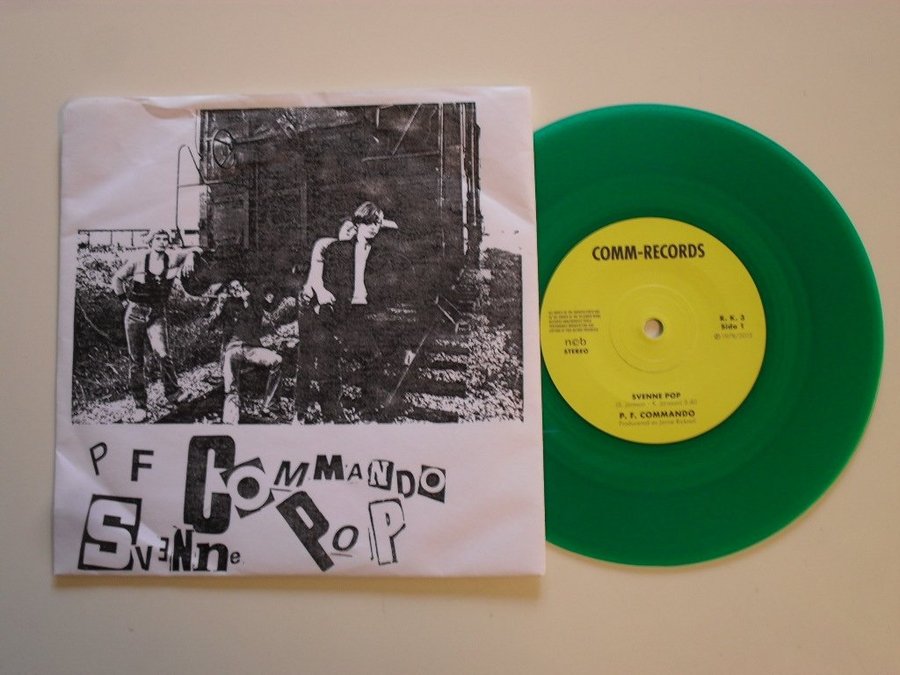 P F COMMANDO
SVENNe POP
COMM-RECORDS
R. K. 3
Side 1
n©b
STEREO
SVENNE POP
P. F. COMMANDO